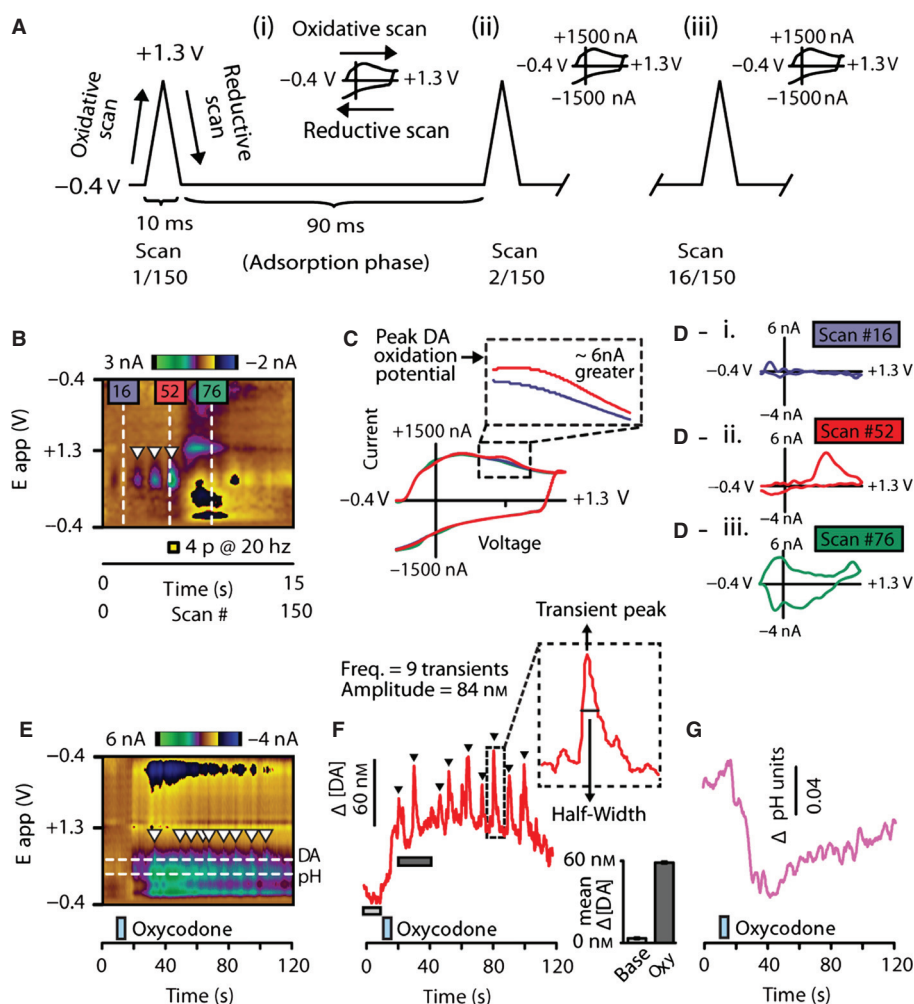 A
+1.3 V
Oxidative scan
Reductive scan
−0.4 V
10 ms
90 ms
Scan 1/150
(Adsorption phase)
(i)
Oxidative scan
−0.4 V
+1.3 V
Reductive scan
(ii)
+1500 nA
−0.4 V
+1.3 V
−1500 nA
Scan 2/150
(iii)
+1500 nA
−0.4 V
+1.3 V
−1500 nA
Scan 16/150
B
3 nA
−2 nA
−0.4
+1.3
−0.4
E app (V)
16
52
76
4 p @ 20 hz
0
15
Time (s)
0
Scan #
150
C
Peak DA
oxidation
potential
~ 6nA
greater
Current
+1500 nA
−0.4 V
+1.3 V
Voltage
−1500 nA
D - i.
6 nA
Scan #16
−0.4 V
+1.3 V
−4 nA
D - ii.
6 nA
Scan #52
−0.4 V
+1.3 V
−4 nA
D - iii.
6 nA
Scan #76
−0.4 V
+1.3 V
−4 nA
E
6 nA
−4 nA
−0.4
+1.3
−0.4
E app (V)
DA
pH
Oxycodone
0 40 80 120
Time (s)
Freq. = 9 transients
Amplitude = 84 nM
F
Δ [DA]
60 nM
Transient peak
Half-Width
Oxycodone
0 40 80 120
Time (s)
60 nM
mean
Δ [DA]
0 nM
Base
Oxy
G
Δ pH units
0.04
Oxycodone
0 40 80 120
Time (s)